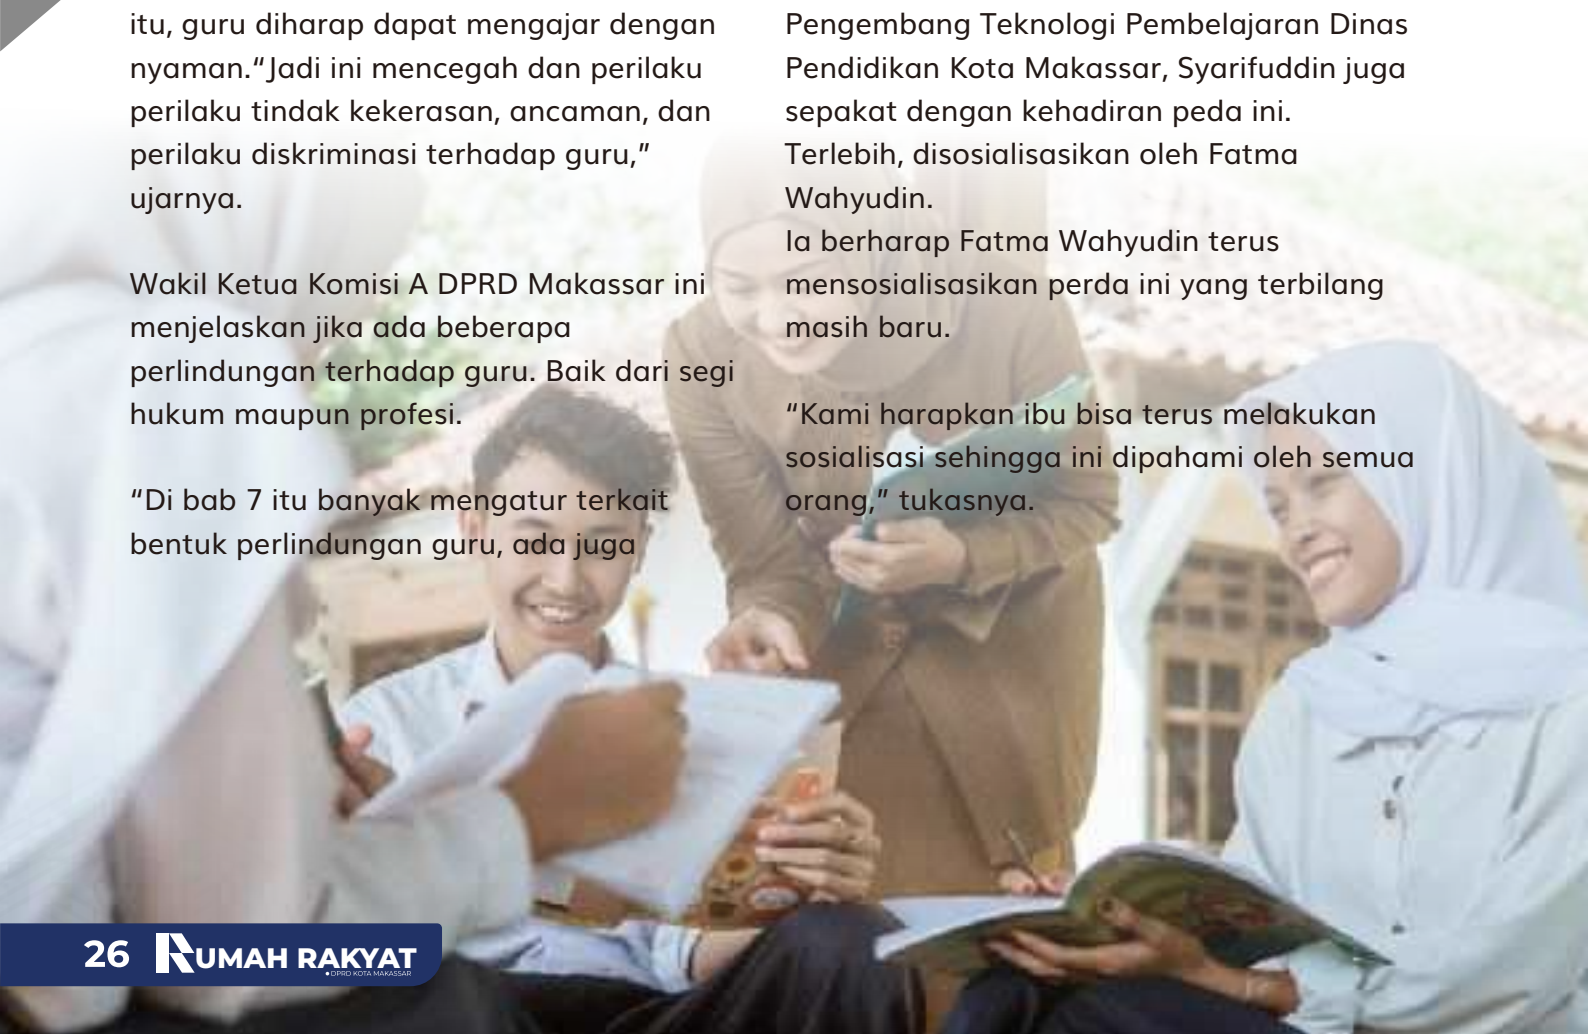 itu, guru diharap dapat mengajar dengan
nyaman.“Jadi ini mencegah dan perilaku
perilaku tindak kekerasan, ancaman, dan
perilaku diskriminasi terhadap guru,”
ujarnya.
Wakil Ketua Komisi A DPRD Makassar ini
menjelaskan jika ada beberapa
perlindungan terhadap guru. Baik dari segi
hukum maupun profesi.
“Di bab 7 itu banyak mengatur terkait
bentuk perlindungan guru, ada juga
Pengembang Teknologi Pembelajaran Dinas
Pendidikan Kota Makassar, Syarifuddin juga
sepakat dengan kehadiran peda ini.
Terlebih, disosialisasikan oleh Fatma
Wahyudin.
Ia berharap Fatma Wahyudin terus
mensosialisasikan perda ini yang terbilang
masih baru.
“Kami harapkan ibu bisa terus melakukan
sosialisasi sehingga ini dipahami oleh semua
orang,” tukasnya.
26 RUMAH RAKYAT
DPRD KOTA MAKASSAR